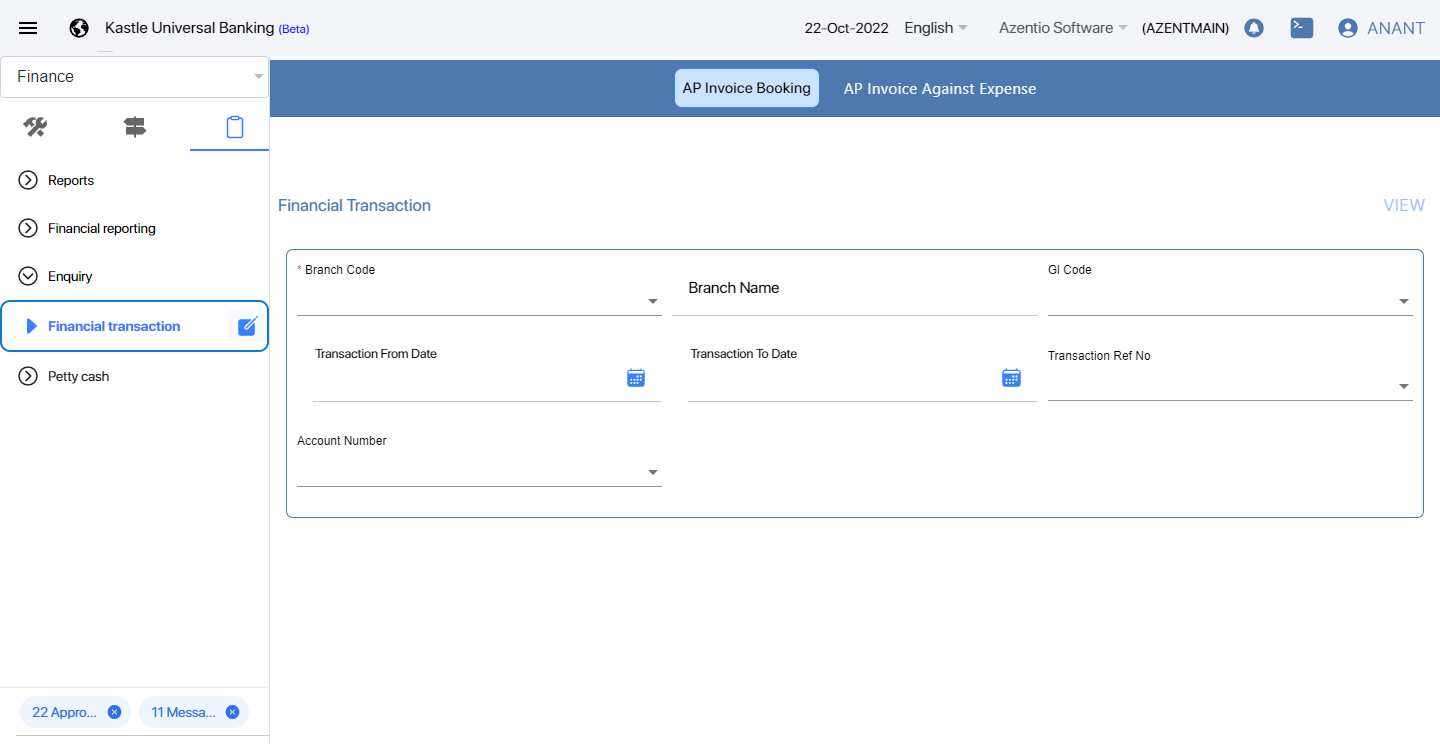 Kastle Universal Banking (Beta)
22-Oct-2022 English Azentio Software (AZENTMAIN) ANANT
Finance
AP Invoice Booking AP Invoice Against Expense
Reports
Financial reporting
Enquiry
Financial transaction
Petty cash
Financial Transaction VIEW
* Branch Code
Branch Name
Gl Code
Transaction From Date
Transaction To Date
Transaction Ref No
Account Number
22 Appro... 11 Messa...